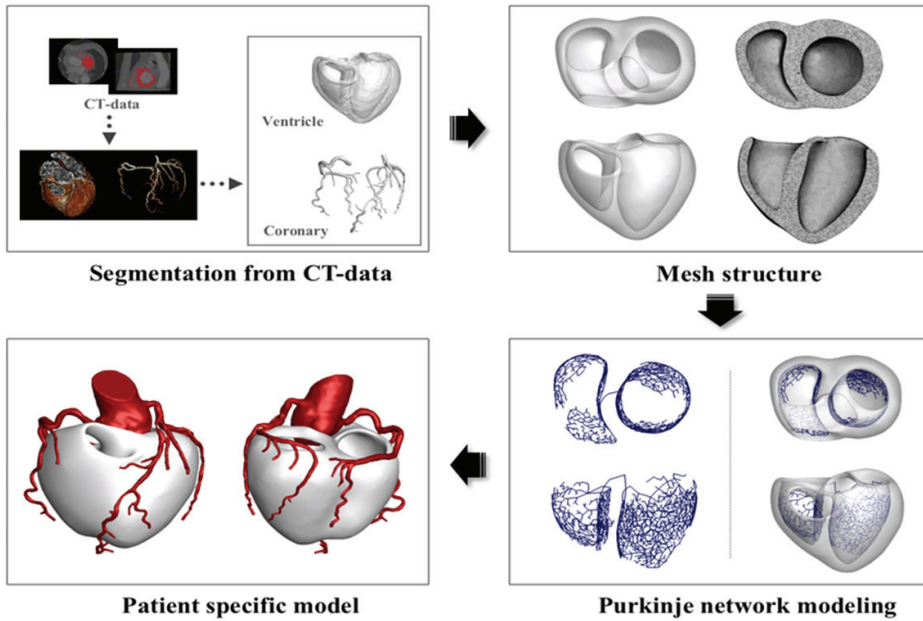 CT-data
Ventricle
Coronary
Segmentation from CT-data
Mesh structure
Patient specific model
Purkinje network modeling